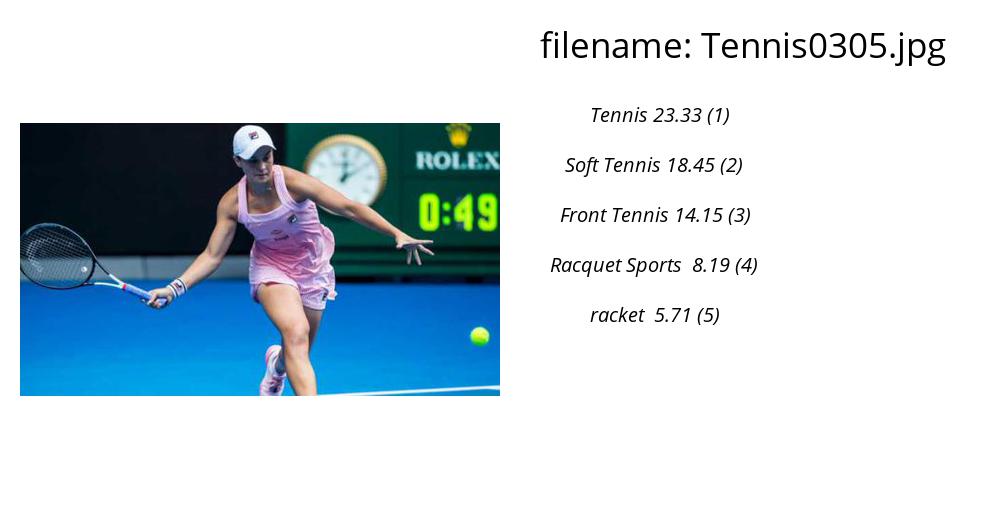 filename: Tennis0305.jpg
Tennis 23.33 (1)
Soft Tennis 18.45 (2)
Front Tennis 14.15 (3)
Racquet Sports 8.19 (4)
racket 5.71 (5)
ROLEX
0:49